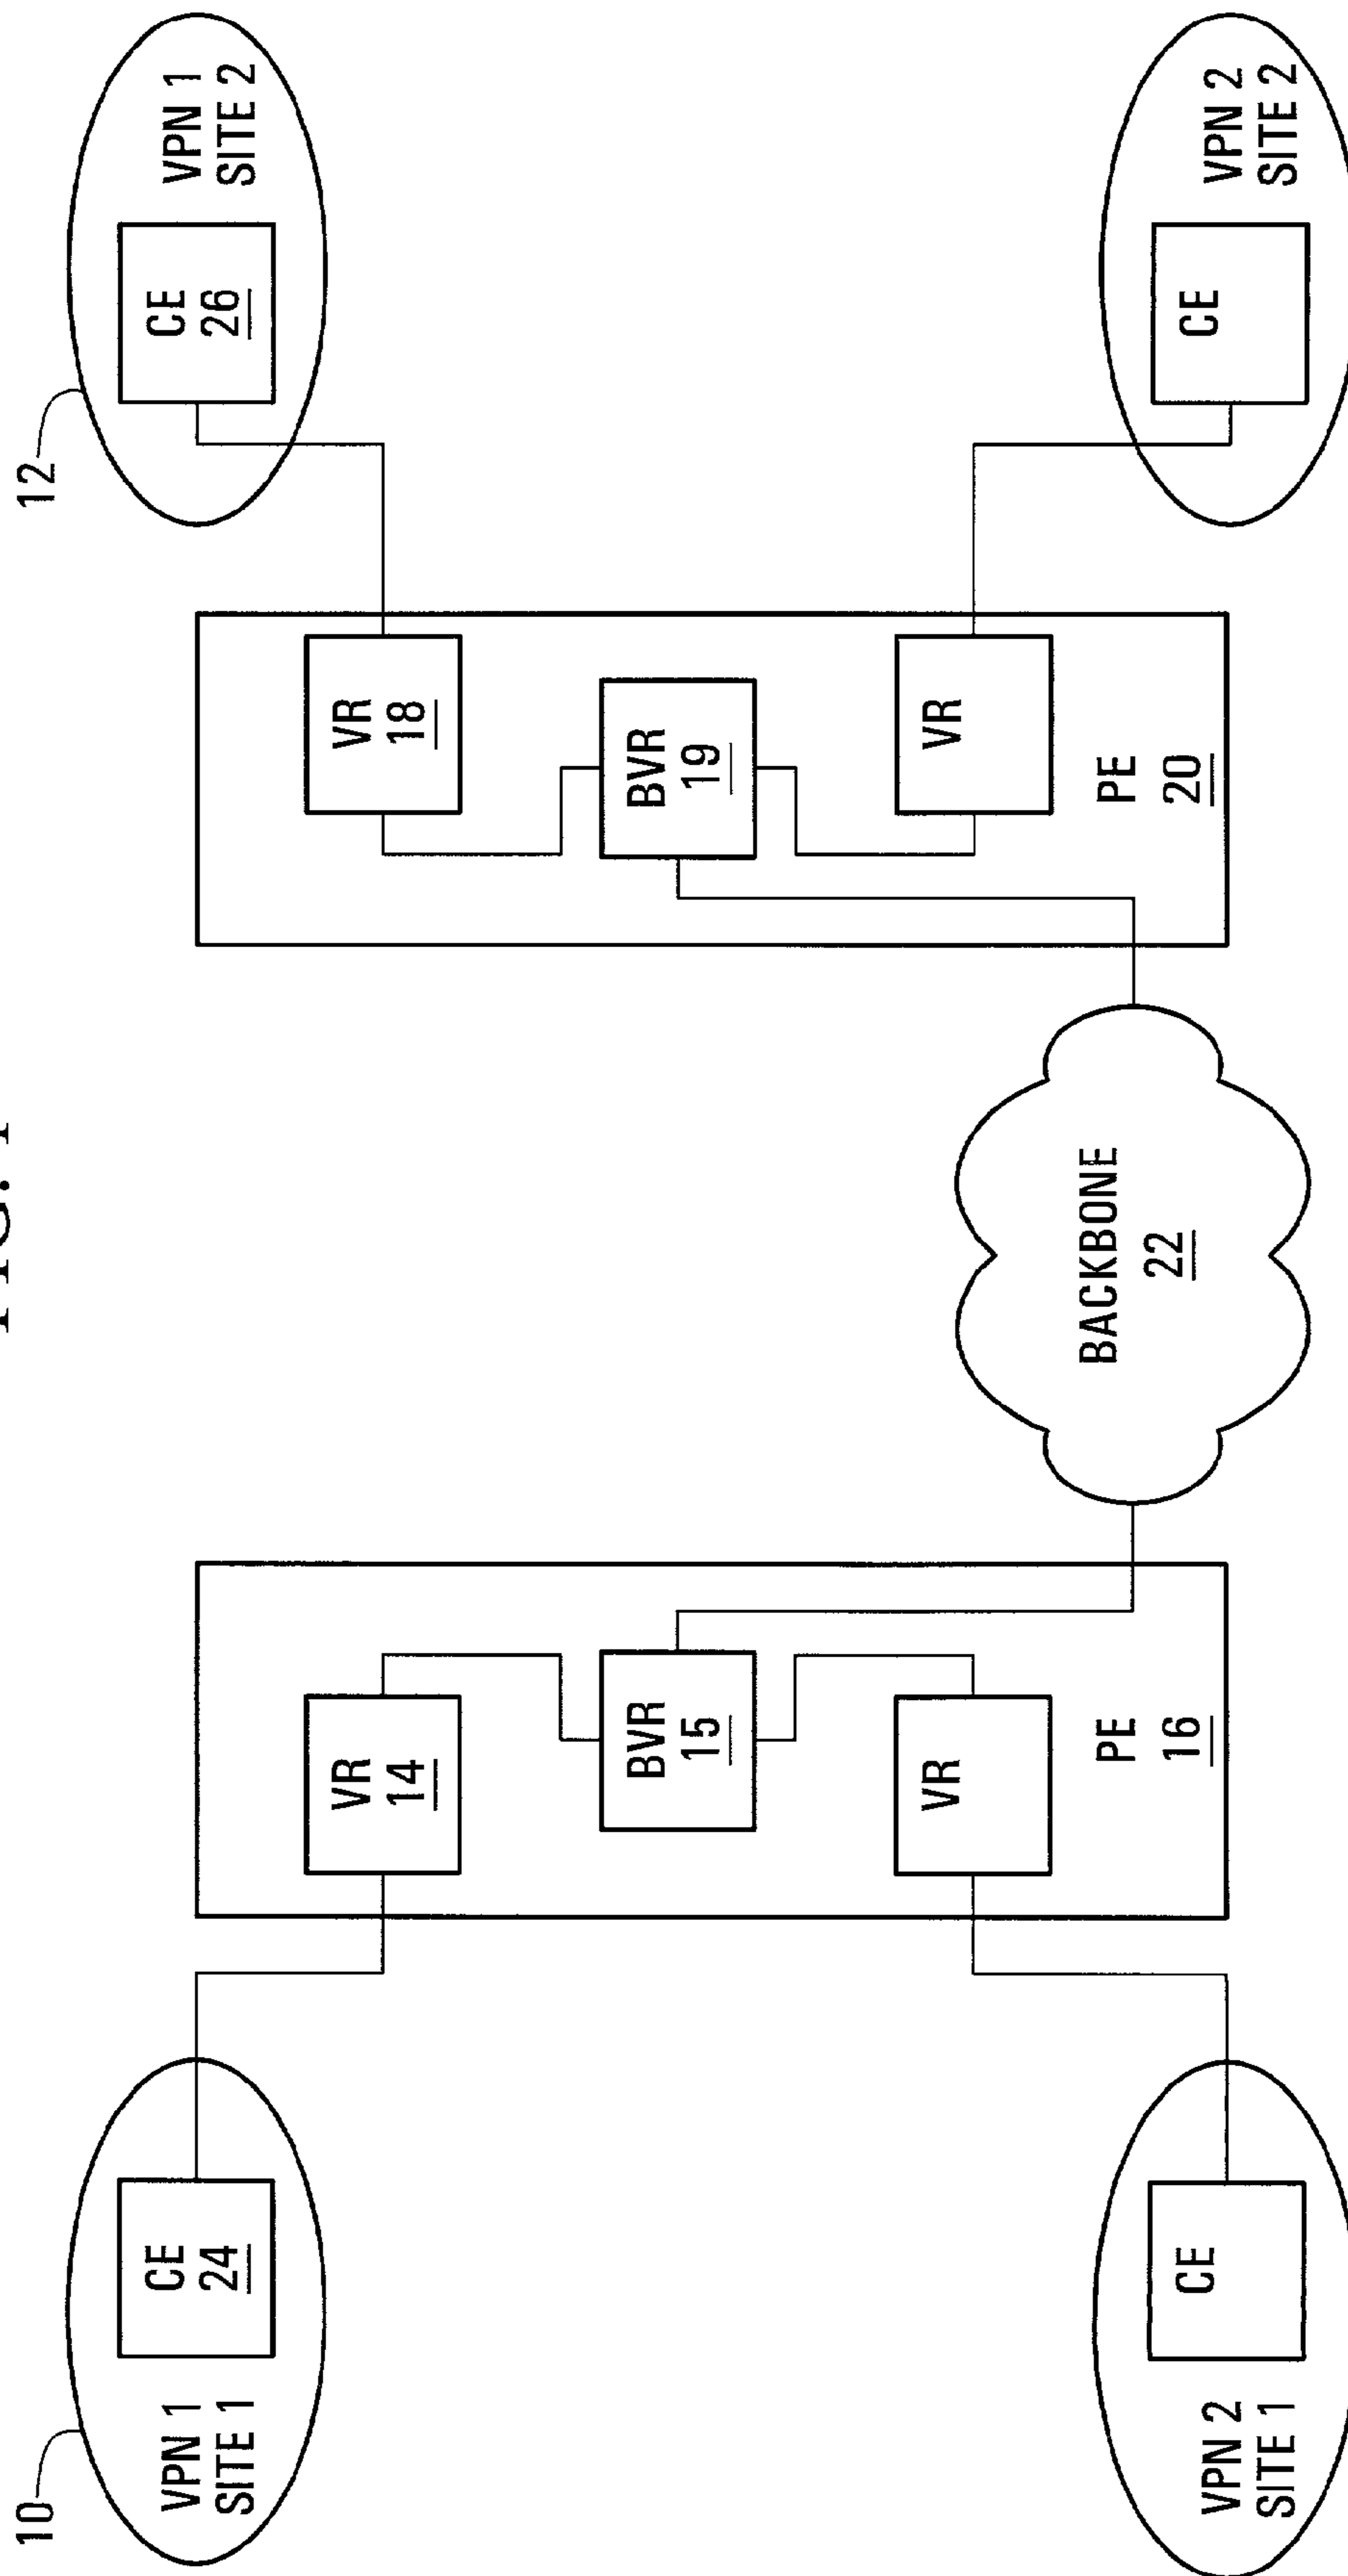 FIG. 1
10
VPN 1
SITE 1
CE
24
VR
14
BVR
15
VR
PE
16
VPN 2
SITE 1
CE
BACKBONE
22
VR
18
BVR
19
VR
PE
20
12
CE
26
VPN 1
SITE 2
CE
VPN 2
SITE 2